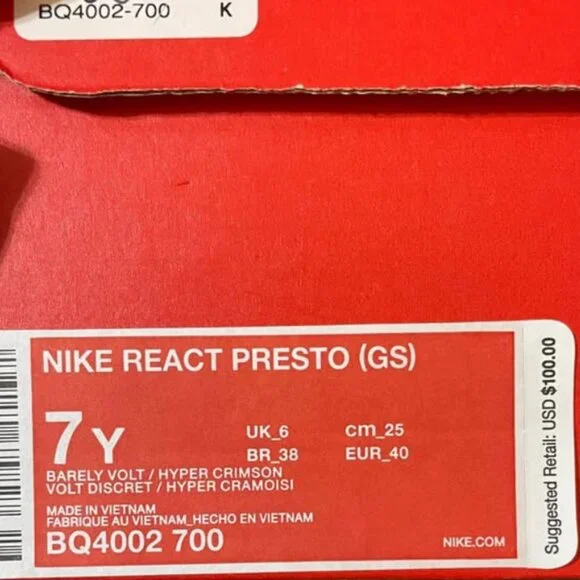 BQ4002-700 K
NIKE REACT PRESTO (GS)
7Y
UK_6 cm_25
BR_38 EUR_40
BARELY VOLT / HYPER CRIMSON
VOLT DISCRET / HYPER CRAMOISI
MADE IN VIETNAM
FABRIQUE AU VIETNAM_HECHO EN VIETNAM
BQ4002 700 NIKE.COM
Suggested Retail: USD $100.00